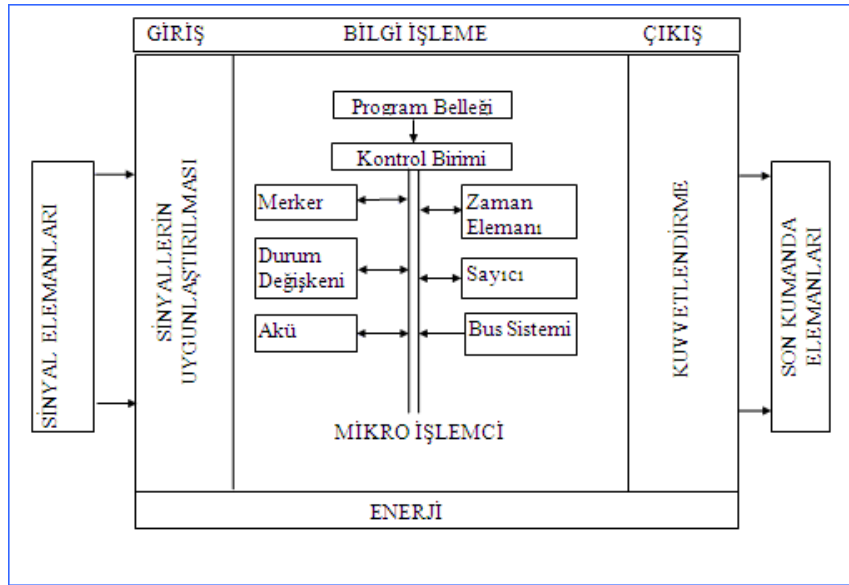 GİRİŞ BİLGİ İŞLEME ÇIKIŞ
SİNYAL ELEMANLARI
SİNYALLERİN
UYGUNLAŞTIRILMASI
Program Belleği
Kontrol Birimi
Merker
Zaman
Elemanı
Durum
Değişkeni
Sayıcı
Akü
Bus Sistemi
MİKRO İŞLEMCİ
KUVVETLENDİRME
SON KUMANDA
ELEMANLARI
ENERJİ